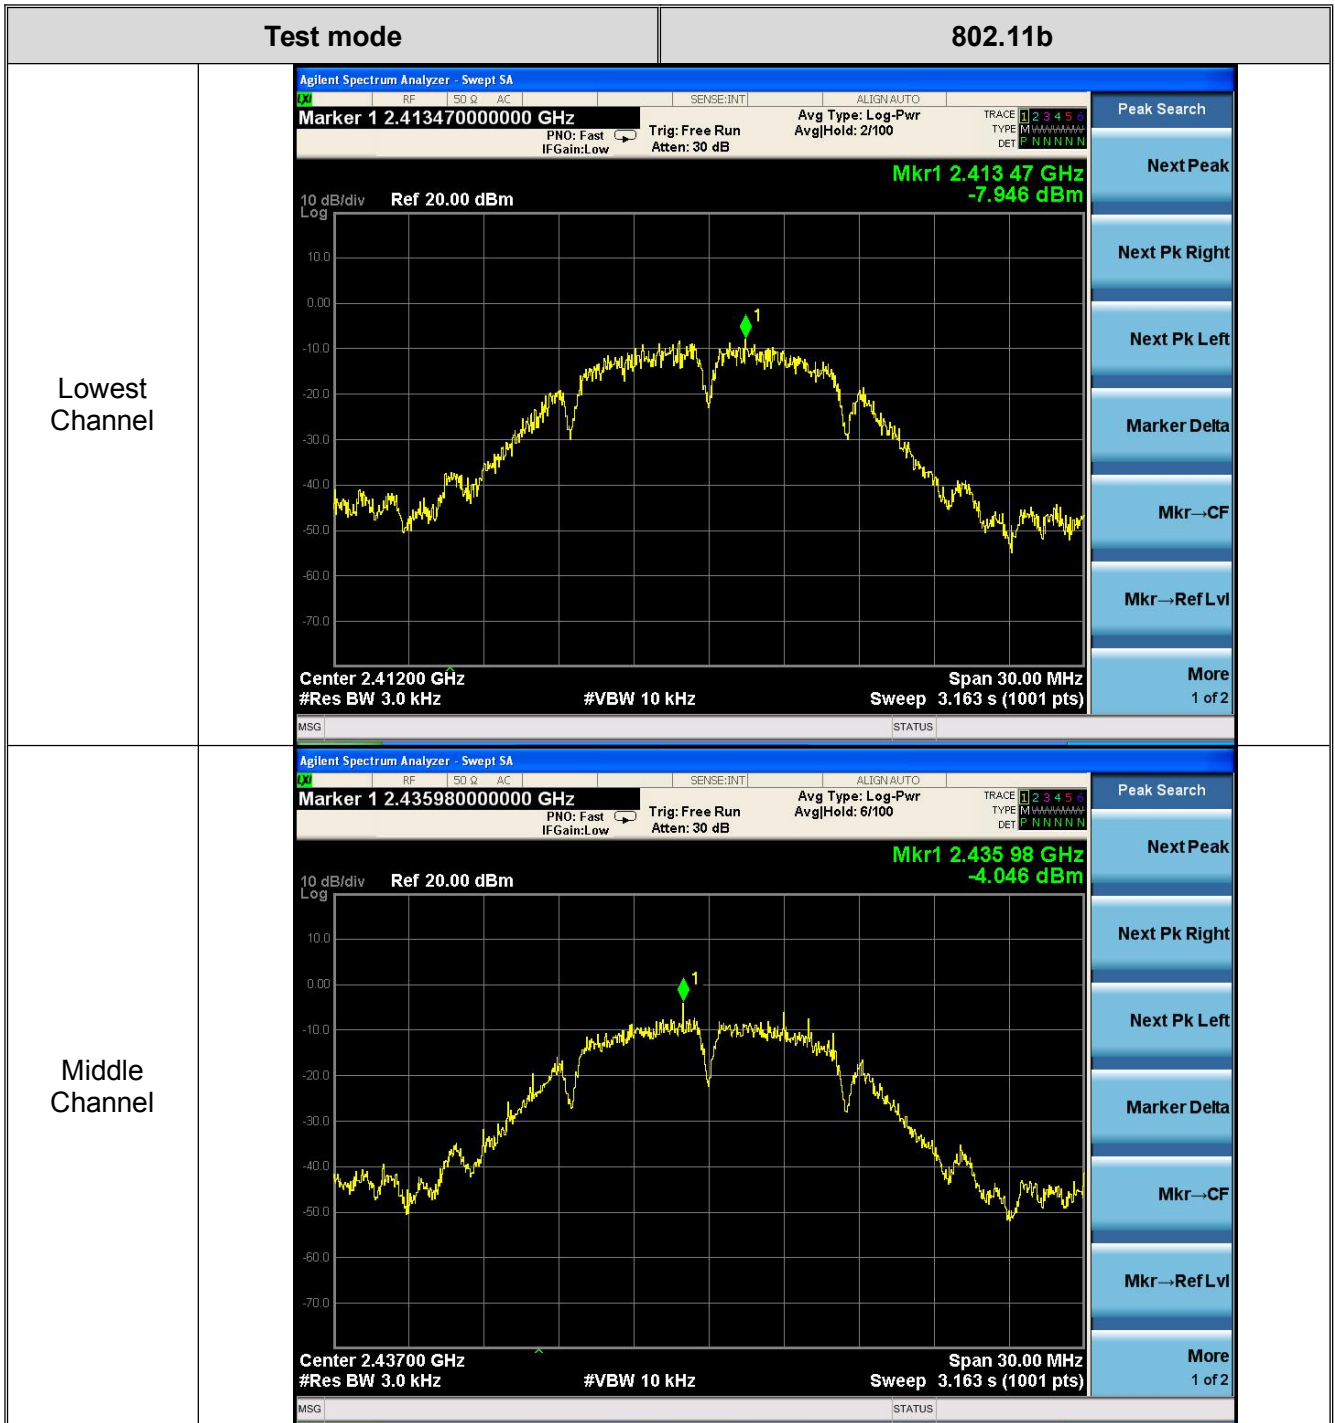 Test mode 802.11b
Lowest
Channel
Agilent Spectrum Analyzer - Swept SA
LXI RF 50 Ω AC SENSE:INT ALIGN AUTO
Marker 1 2.413470000000 GHz
PNO: Fast
IFGain:Low
Trig: Free Run
Atten: 30 dB
Avg Type: Log-Pwr
Avg|Hold: 2/100
TRACE 1 2 3 4 5 6
TYPE M WWWWW
DET P N N N N N
Mkr1 2.413 47 GHz
-7.946 dBm
10 dB/div Ref 20.00 dBm
Log
10.0
0.00
-10.0
-20.0
-30.0
-40.0
-50.0
-60.0
-70.0
1
Center 2.41200 GHz Span 30.00 MHz
#Res BW 3.0 kHz #VBW 10 kHz Sweep 3.163 s (1001 pts)
MSG STATUS
Peak Search
Next Peak
Next Pk Right
Next Pk Left
Marker Delta
Mkr→CF
Mkr→Ref Lvl
More
1 of 2
Middle
Channel
Agilent Spectrum Analyzer - Swept SA
LXI RF 50 Ω AC SENSE:INT ALIGN AUTO
Marker 1 2.435980000000 GHz
PNO: Fast
IFGain:Low
Trig: Free Run
Atten: 30 dB
Avg Type: Log-Pwr
Avg|Hold: 6/100
TRACE 1 2 3 4 5 6
TYPE M WWWWW
DET P N N N N N
Mkr1 2.435 98 GHz
-4.046 dBm
10 dB/div Ref 20.00 dBm
Log
10.0
0.00
-10.0
-20.0
-30.0
-40.0
-50.0
-60.0
-70.0
1
Center 2.43700 GHz Span 30.00 MHz
#Res BW 3.0 kHz #VBW 10 kHz Sweep 3.163 s (1001 pts)
MSG STATUS
Peak Search
Next Peak
Next Pk Right
Next Pk Left
Marker Delta
Mkr→CF
Mkr→Ref Lvl
More
1 of 2